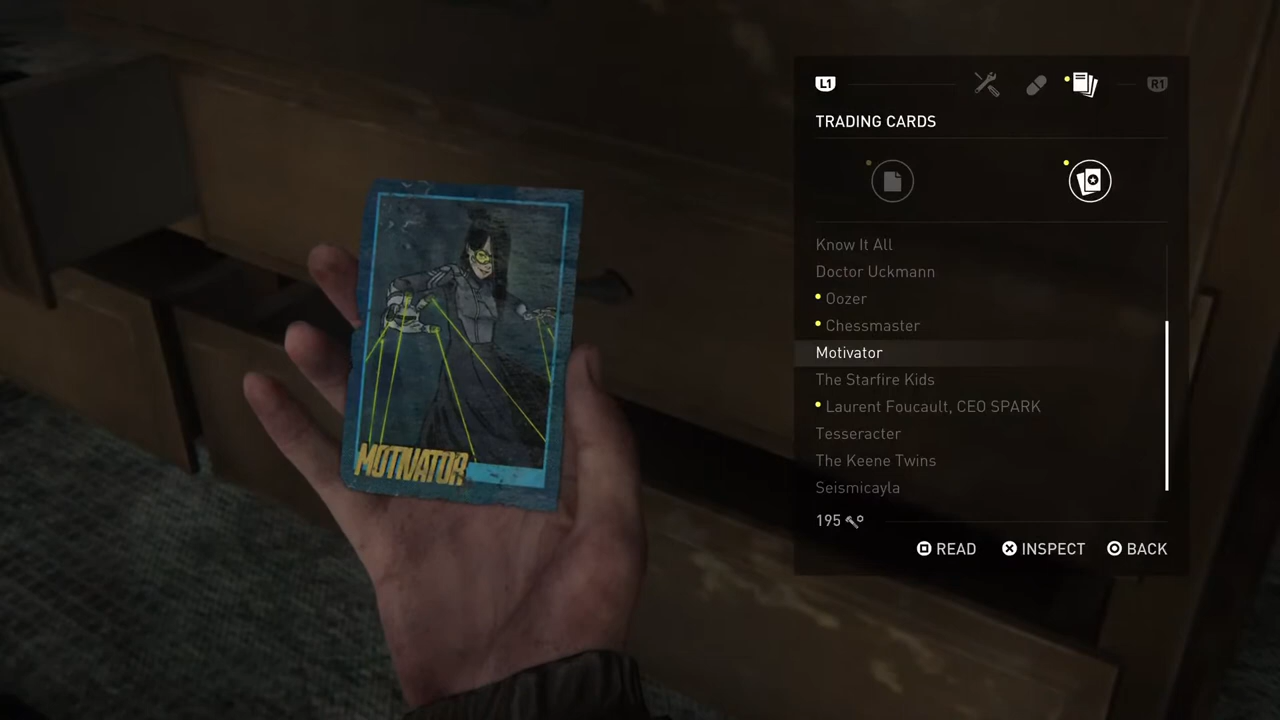 L1
R1
TRADING CARDS
Know It All
Doctor Uckmann
Oozer
Chessmaster
Motivator
The Starfire Kids
Laurent Foucault, CEO SPARK
Tesseracter
The Keene Twins
Seismicayla
195
READ INSPECT BACK
MOTIVATOR